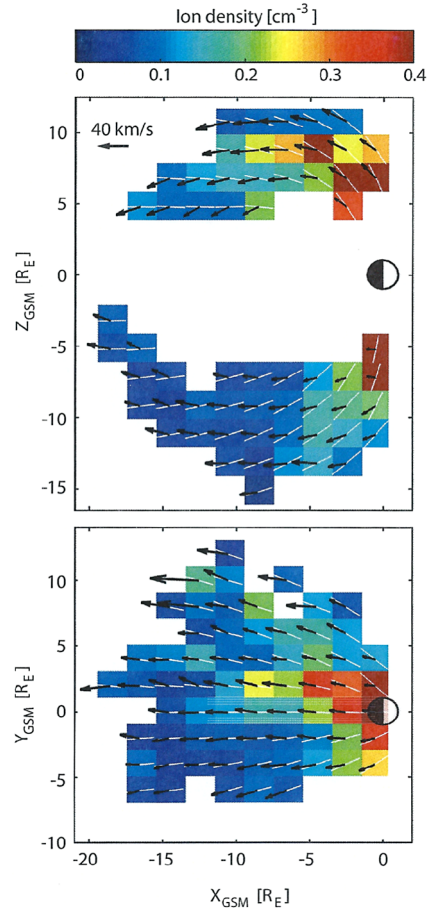 Ion density [cm⁻³]
0 0.1 0.2 0.3 0.4
10
40 km/s
5
0
-5
-10
-15
Z_GSM [R_E]
10
5
0
-5
-10
Y_GSM [R_E]
-20 -15 -10 -5 0
X_GSM [R_E]